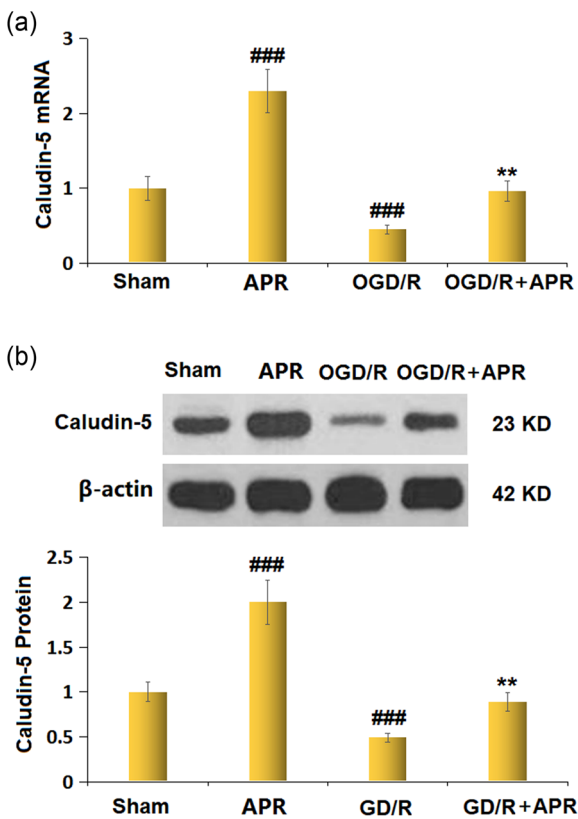 (a)
Caludin-5 mRNA
3
2
1
0
###
###
**
Sham APR OGD/R OGD/R+APR
(b)
Sham APR OGD/R OGD/R+APR
Caludin-5 23 KD
β-actin 42 KD
Caludin-5 Protein
2.5
2
1.5
1
0.5
0
###
###
**
Sham APR GD/R GD/R+APR